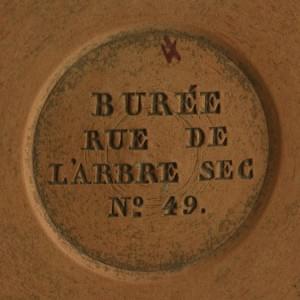 BURÉE
RUE DE
L'ARBRE SEC
Nº 49.